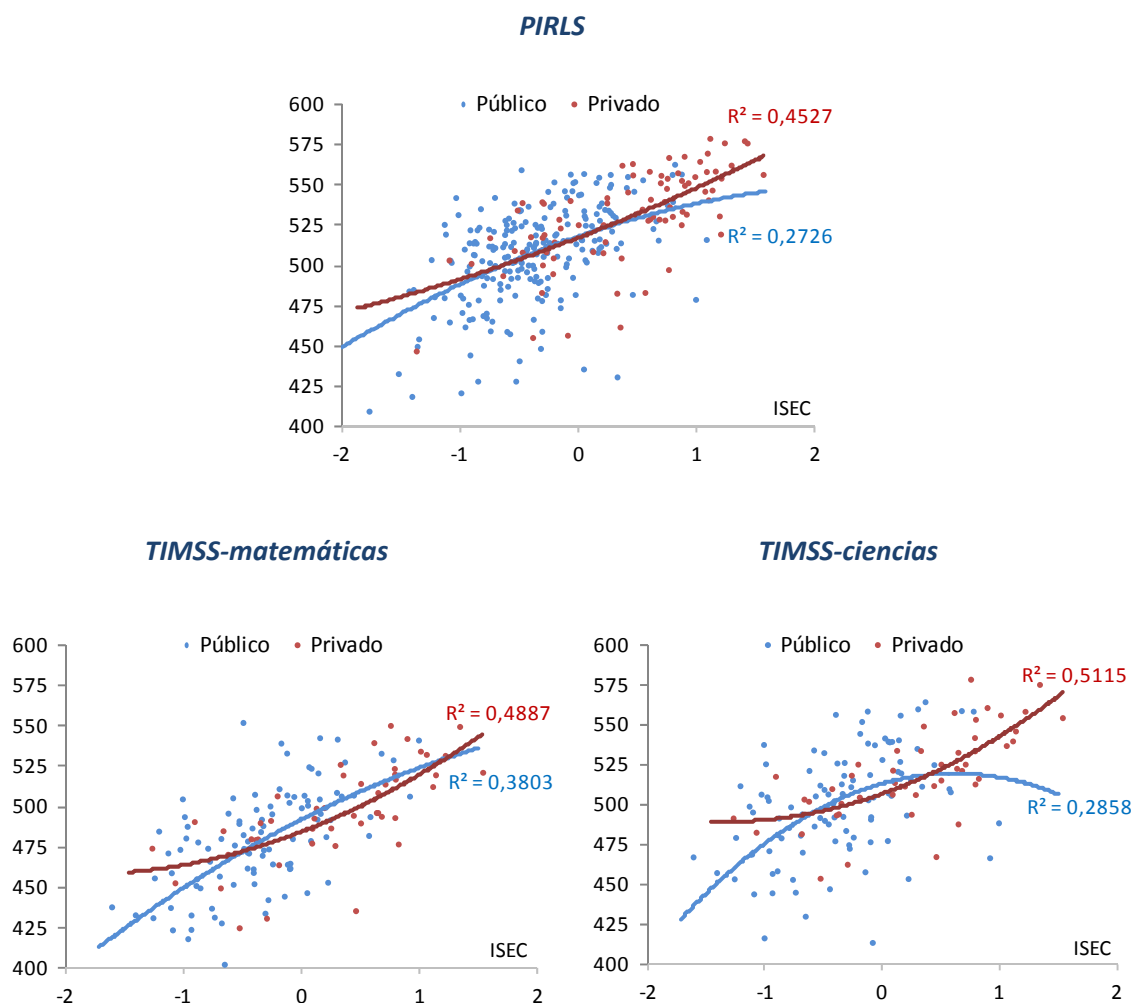 PIRLS
600
575
550
525
500
475
450
425
400
Público
Privado
R² = 0,4527
R² = 0,2726
ISEC
-2
-1
0
1
2
TIMSS-matemáticas
600
575
550
525
500
475
450
425
400
Público
Privado
R² = 0,4887
R² = 0,3803
ISEC
-2
-1
0
1
2
TIMSS-ciencias
600
575
550
525
500
475
450
425
400
Público
Privado
R² = 0,5115
R² = 0,2858
ISEC
-2
-1
0
1
2